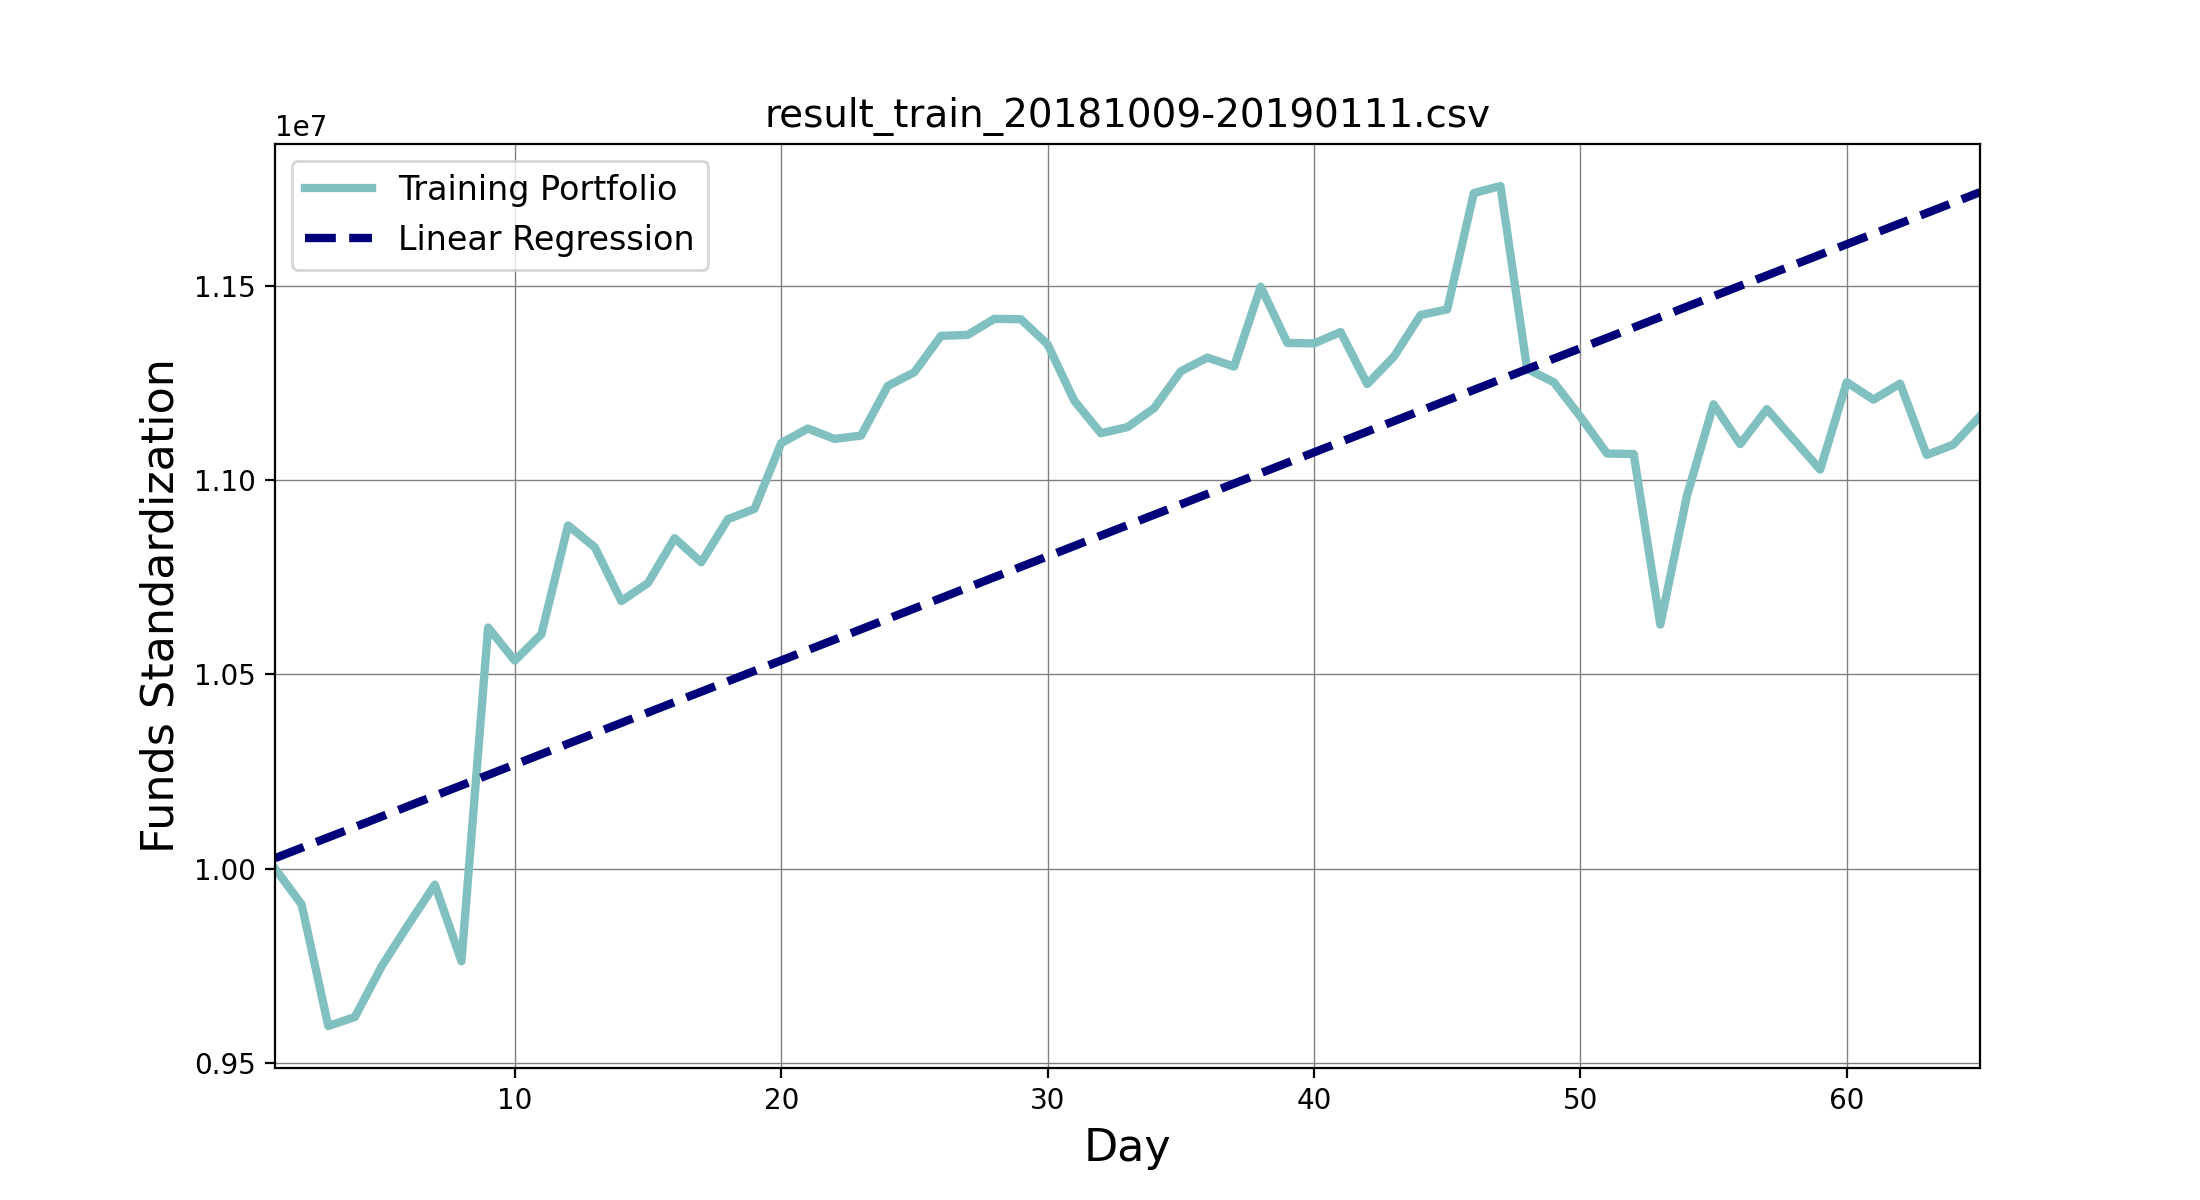 result_train_20181009-20190111.csv
1e7
Training Portfolio
Linear Regression
1.15
1.10
1.05
1.00
0.95
Funds Standardization
10 20 30 40 50 60
Day